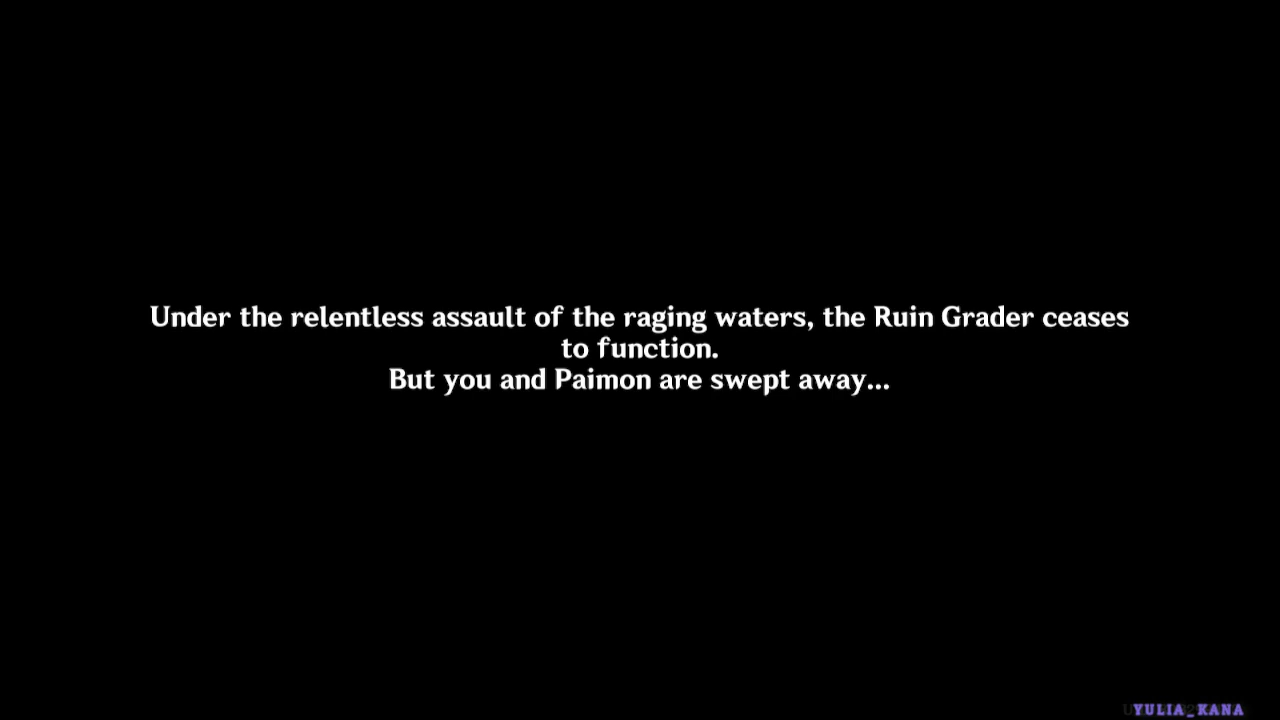 Under the relentless assault of the raging waters, the Ruin Grader ceases
to function.
But you and Paimon are swept away...
YULIA_KANA